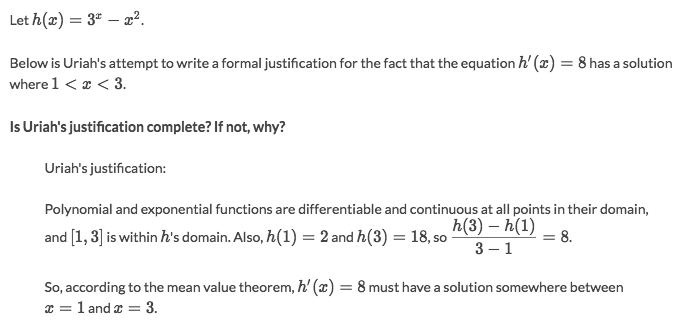 Let h(x) = 3ˣ − x².
Below is Uriah's attempt to write a formal justification for the fact that the equation h′(x) = 8 has a solution
where 1 < x < 3.
Is Uriah's justification complete? If not, why?
Uriah's justification:
Polynomial and exponential functions are differentiable and continuous at all points in their domain,
and [1, 3] is within h's domain. Also, h(1) = 2 and h(3) = 18, so (h(3) − h(1))/(3 − 1) = 8.
So, according to the mean value theorem, h′(x) = 8 must have a solution somewhere between
x = 1 and x = 3.